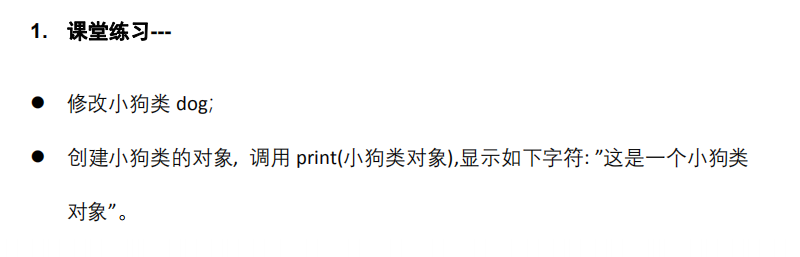 1. 课堂练习---
● 修改小狗类 dog;
● 创建小狗类的对象, 调用 print(小狗类对象),显示如下字符: ”这是一个小狗类
对象”。